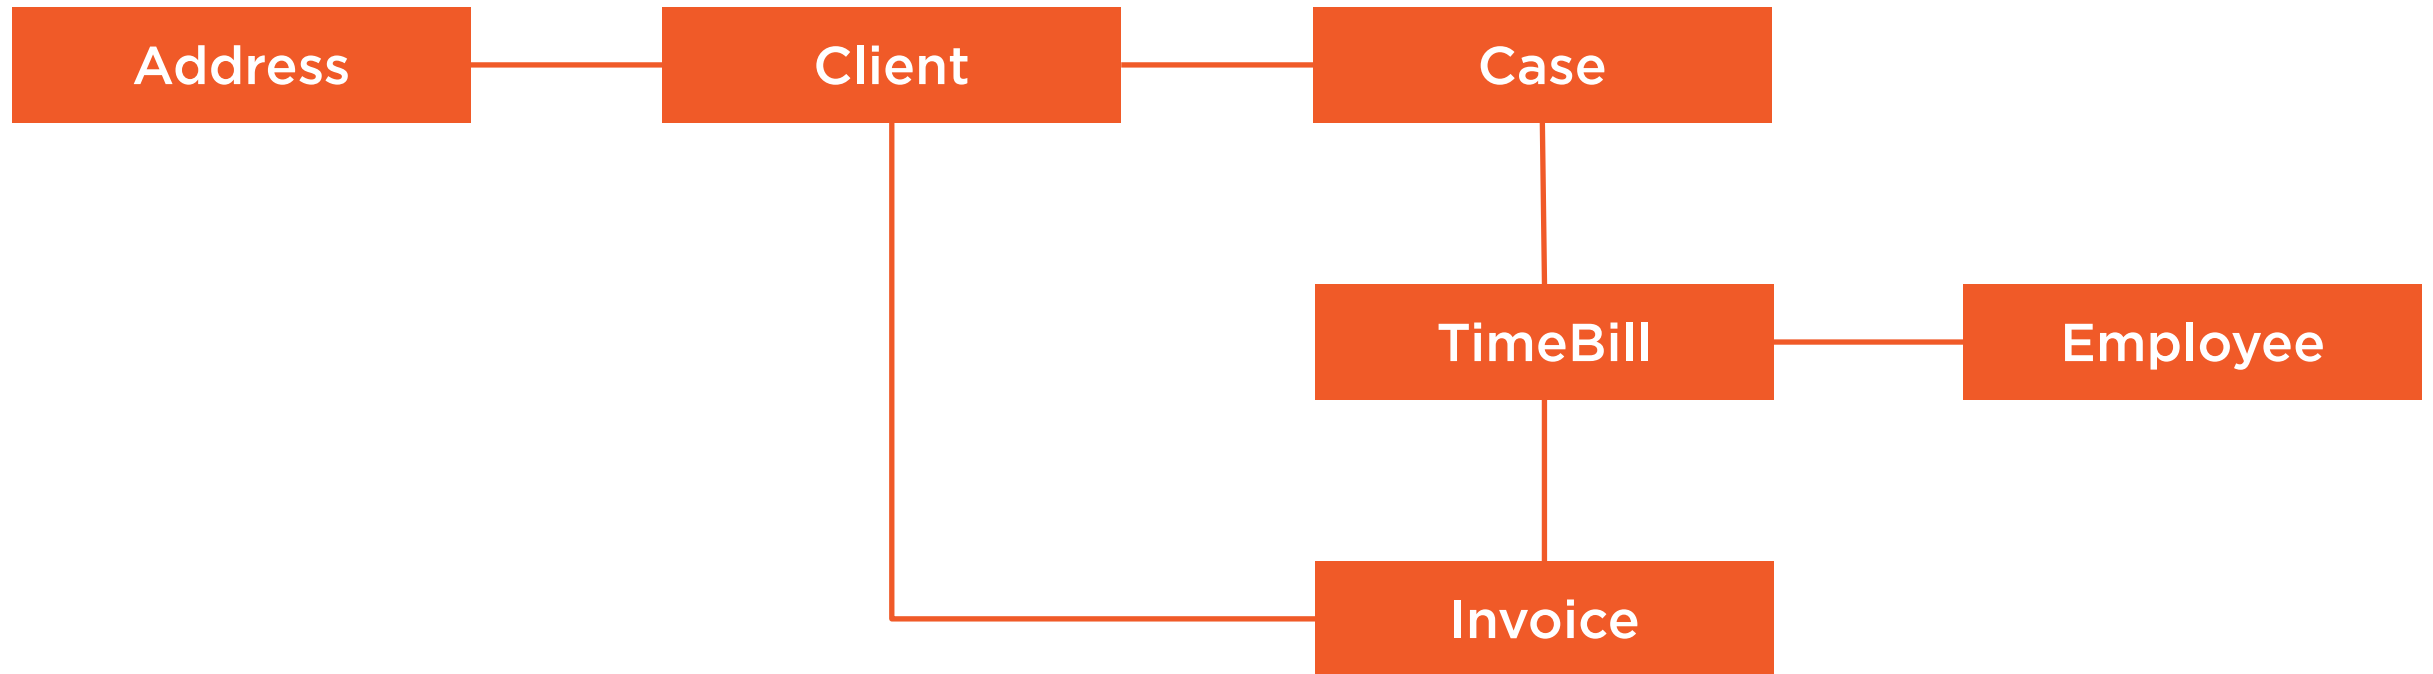 Address
Client
Case
TimeBill
Employee
Invoice